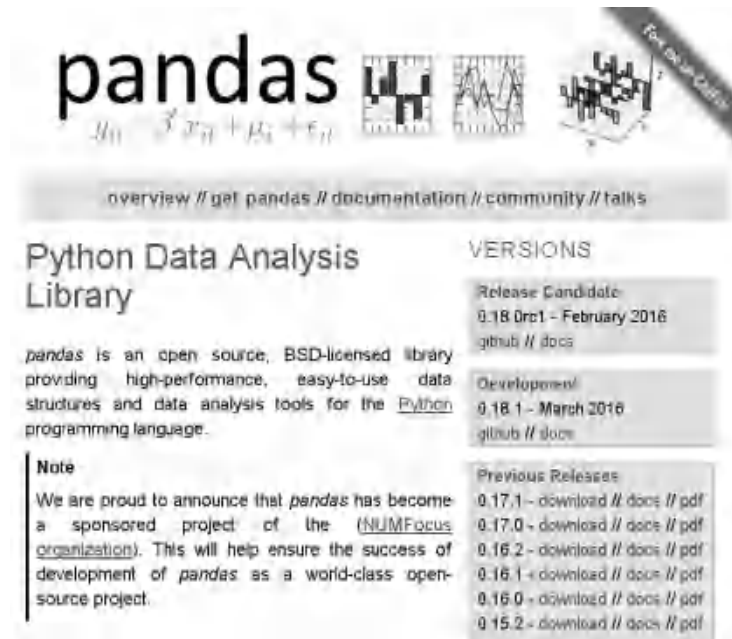 pandas
Fork me on GitHub
overview // get pandas // documentation // community // talks
Python Data Analysis
Library
pandas is an open source, BSD-licensed library
providing high-performance, easy-to-use data
structures and data analysis tools for the Python
programming language.
Note
We are proud to announce that pandas has become
a sponsored project of the (NUMFocus
organization). This will help ensure the success of
development of pandas as a world-class open-
source project.
VERSIONS
Release Candidate
0.18.0rc1 - February 2016
github // docs
Development
0.18.1 - March 2016
github // docs
Previous Releases
0.17.1 - download // docs // pdf
0.17.0 - download // docs // pdf
0.16.2 - download // docs // pdf
0.16.1 - download // docs // pdf
0.16.0 - download // docs // pdf
0.15.2 - download // docs // pdf